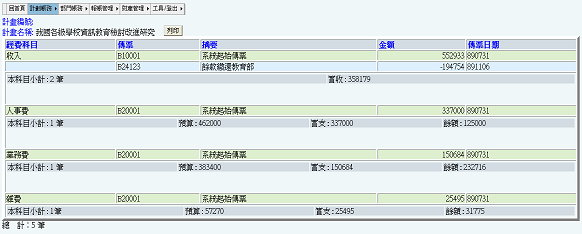 回首頁 計劃帳務 部門帳務 報帳管理 財產管理 工具/登出
計畫編號:
計畫名稱: 我國各級學校資訊教育檢討改進研究 列印
經費科目 傳票 摘要 金額 傳票日期
收入 B10001 系統起始傳票 552933 890731
B24123 餘款繳還教育部 -194754 891106
本科目小計:2 筆 實收:358179
人事費 B20001 系統起始傳票 337000 890731
本科目小計:1 筆 預算:462000 實支:337000 餘額:125000
業務費 B20001 系統起始傳票 150684 890731
本科目小計:1 筆 預算:383400 實支:150684 餘額:232716
雜費 B20001 系統起始傳票 25495 890731
本科目小計:1 筆 預算:57270 實支:25495 餘額:31775
總 計:5 筆